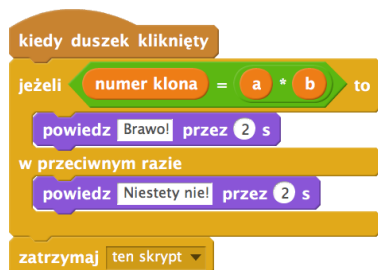 kiedy duszek kliknięty
jeżeli numer klona = a * b to
powiedz Brawo! przez 2 s
w przeciwnym razie
powiedz Niestety nie! przez 2 s
zatrzymaj ten skrypt